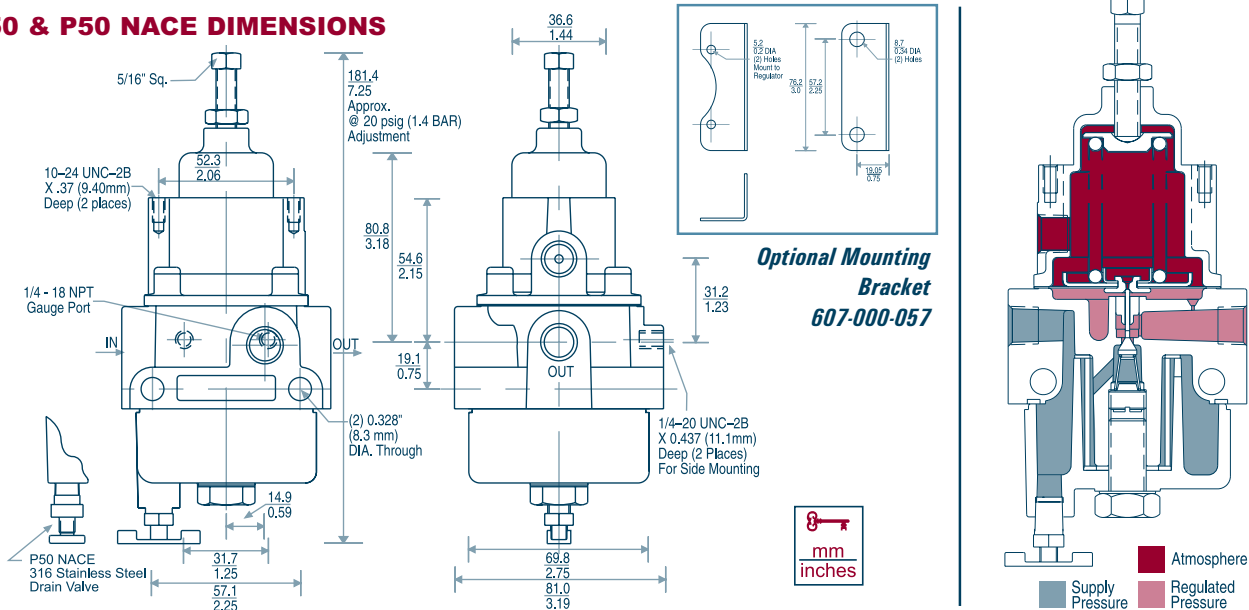 50 & P50 NACE DIMENSIONS
5/16" Sq.
181.4
7.25
Approx.
@ 20 psig (1.4 BAR)
Adjustment
10–24 UNC–2B
X .37 (9.40mm)
Deep (2 places)
52.3
2.06
80.8
3.18
54.6
2.15
1/4 - 18 NPT
Gauge Port
IN
OUT
19.1
0.75
(2) 0.328"
(8.3 mm)
DIA. Through
14.9
0.59
P50 NACE
316 Stainless Steel
Drain Valve
31.7
1.25
57.1
2.25
36.6
1.44
31.2
1.23
OUT
1/4–20 UNC–2B
X 0.437 (11.1mm)
Deep (2 Places)
For Side Mounting
69.8
2.75
81.0
3.19
5.2
0.2 DIA
(2) Holes
Mount to
Regulator
8.7
0.34 DIA
(2) Holes
76.2
3.0
57.2
2.25
19.05
0.75
Optional Mounting
Bracket
607-000-057
mm
inches
Atmosphere
Supply
Pressure
Regulated
Pressure